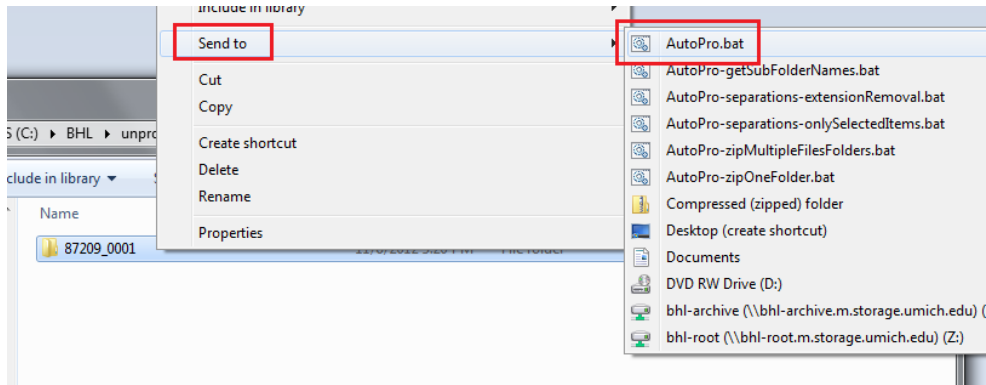 Include in library
Send to
Cut
Copy
Create shortcut
Delete
Rename
Properties
AutoPro.bat
AutoPro-getSubFolderNames.bat
AutoPro-separations-extensionRemoval.bat
AutoPro-separations-onlySelectedItems.bat
AutoPro-zipMultipleFilesFolders.bat
AutoPro-zipOneFolder.bat
Compressed (zipped) folder
Desktop (create shortcut)
Documents
DVD RW Drive (D:)
bhl-archive (\\bhl-archive.m.storage.umich.edu) (
bhl-root (\\bhl-root.m.storage.umich.edu) (Z:)
S (C:) BHL unpro
clude in library
Name
87209_0001